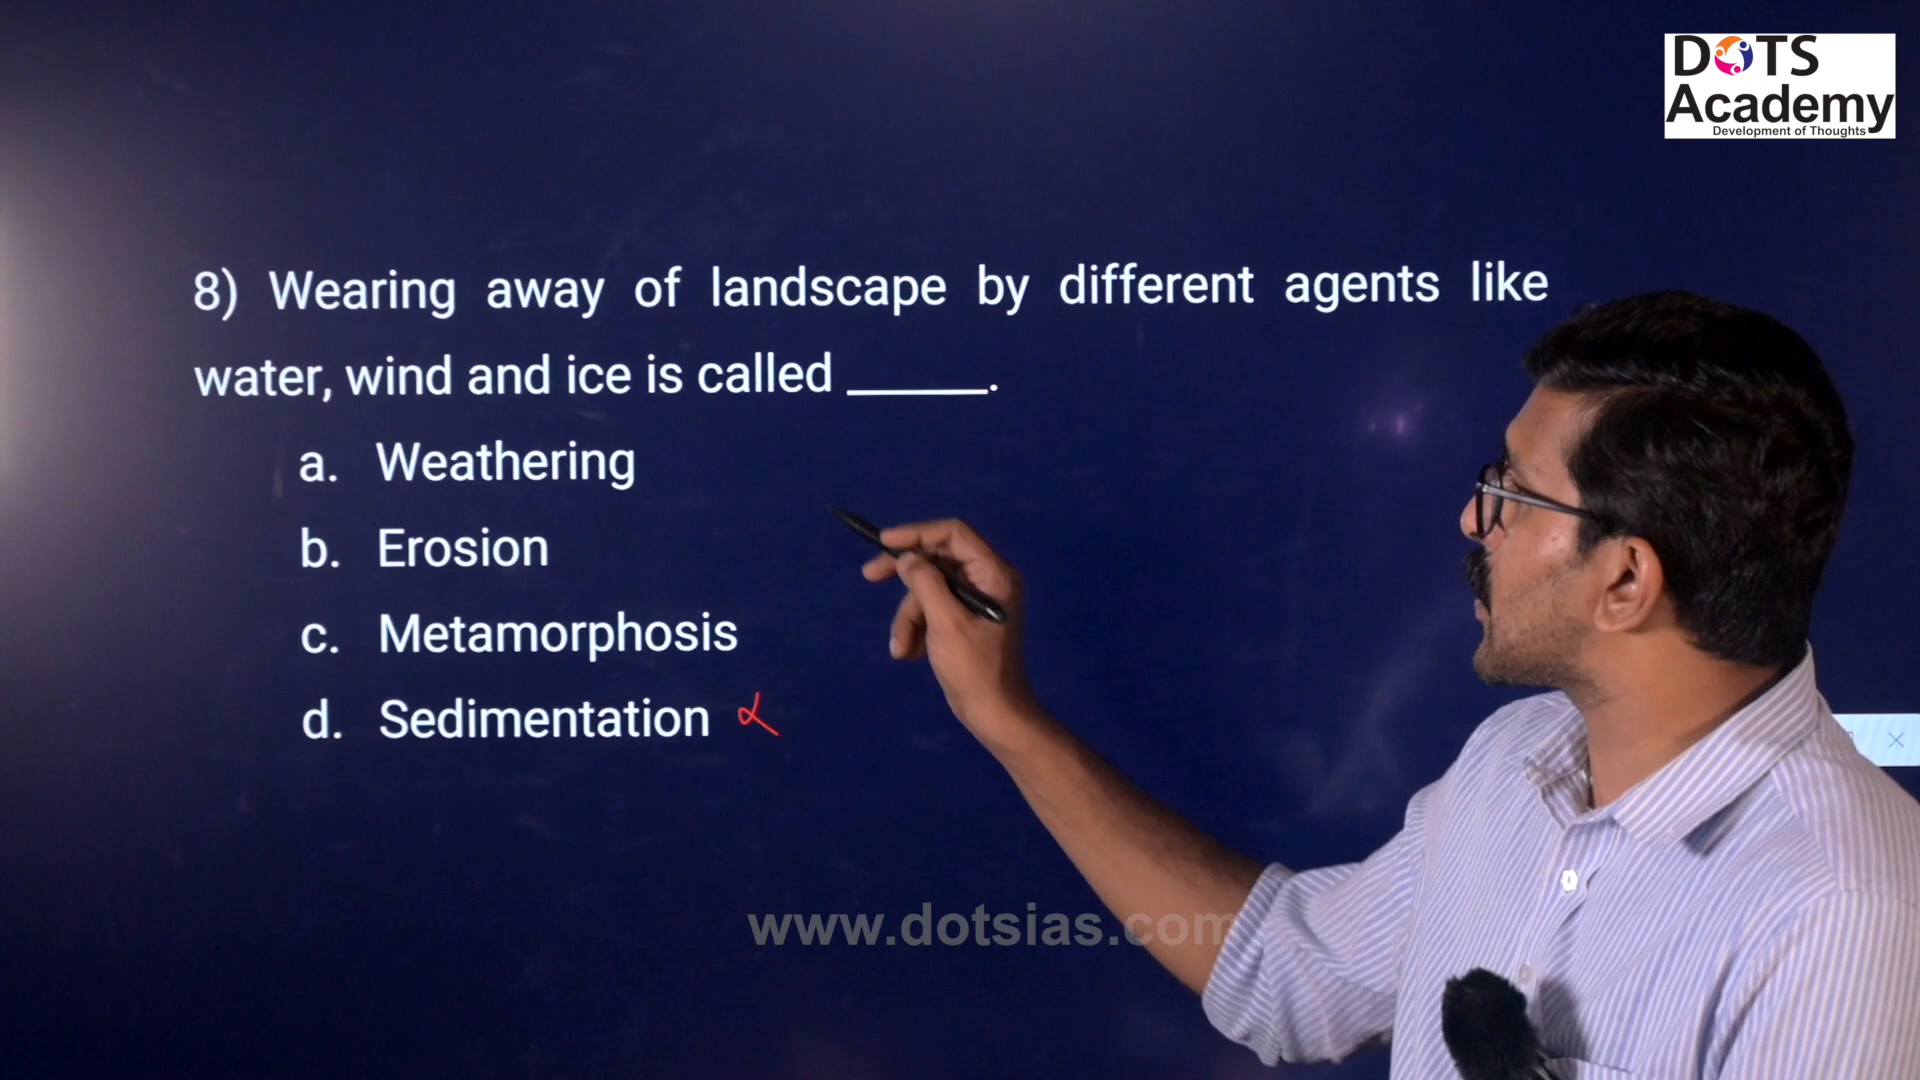 DOTS
Academy
Development of Thoughts
8) Wearing away of landscape by different agents like
water, wind and ice is called ______.
a. Weathering
b. Erosion
c. Metamorphosis
d. Sedimentation
www.dotsias.com